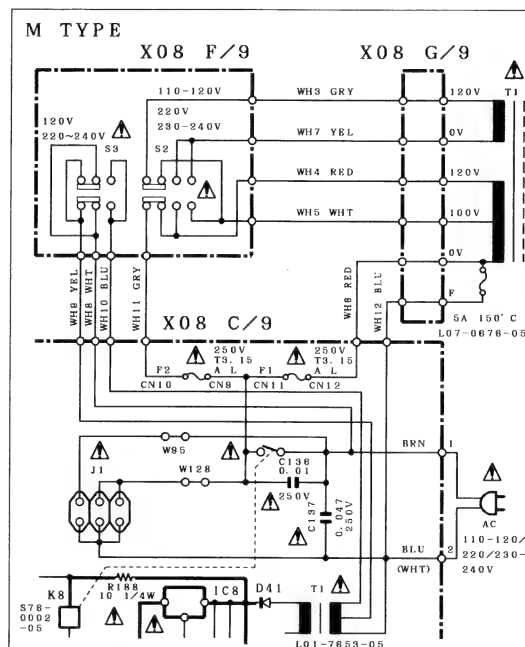 M TYPE
X08 F/9
X08 G/9
110-120V
220V
230-240V
120V
220~240V
S3
S2
WH3 GRY
WH7 YEL
WH4 RED
WH5 WHT
120V
0V
120V
100V
0V
F
T1
5A 150°C
L07-0676-05
WH9 YEL
WH8 WHT
WH10 BLU
WH11 GRY
WH6 RED
WH12 BLU
X08 C/9
250V
T3.15
A L
250V
T3.15
A L
F2
F1
CN10
CN9
CN11
CN12
W95
J1
W128
C136
0.01
250V
C137
0.047
250V
BRN
1
BLU
(WHT)
2
AC
110-120/
220/230-
240V
K8
S76-
0002
-05
R188
10 1/4W
IC8
D41
T1
L01-7653-05